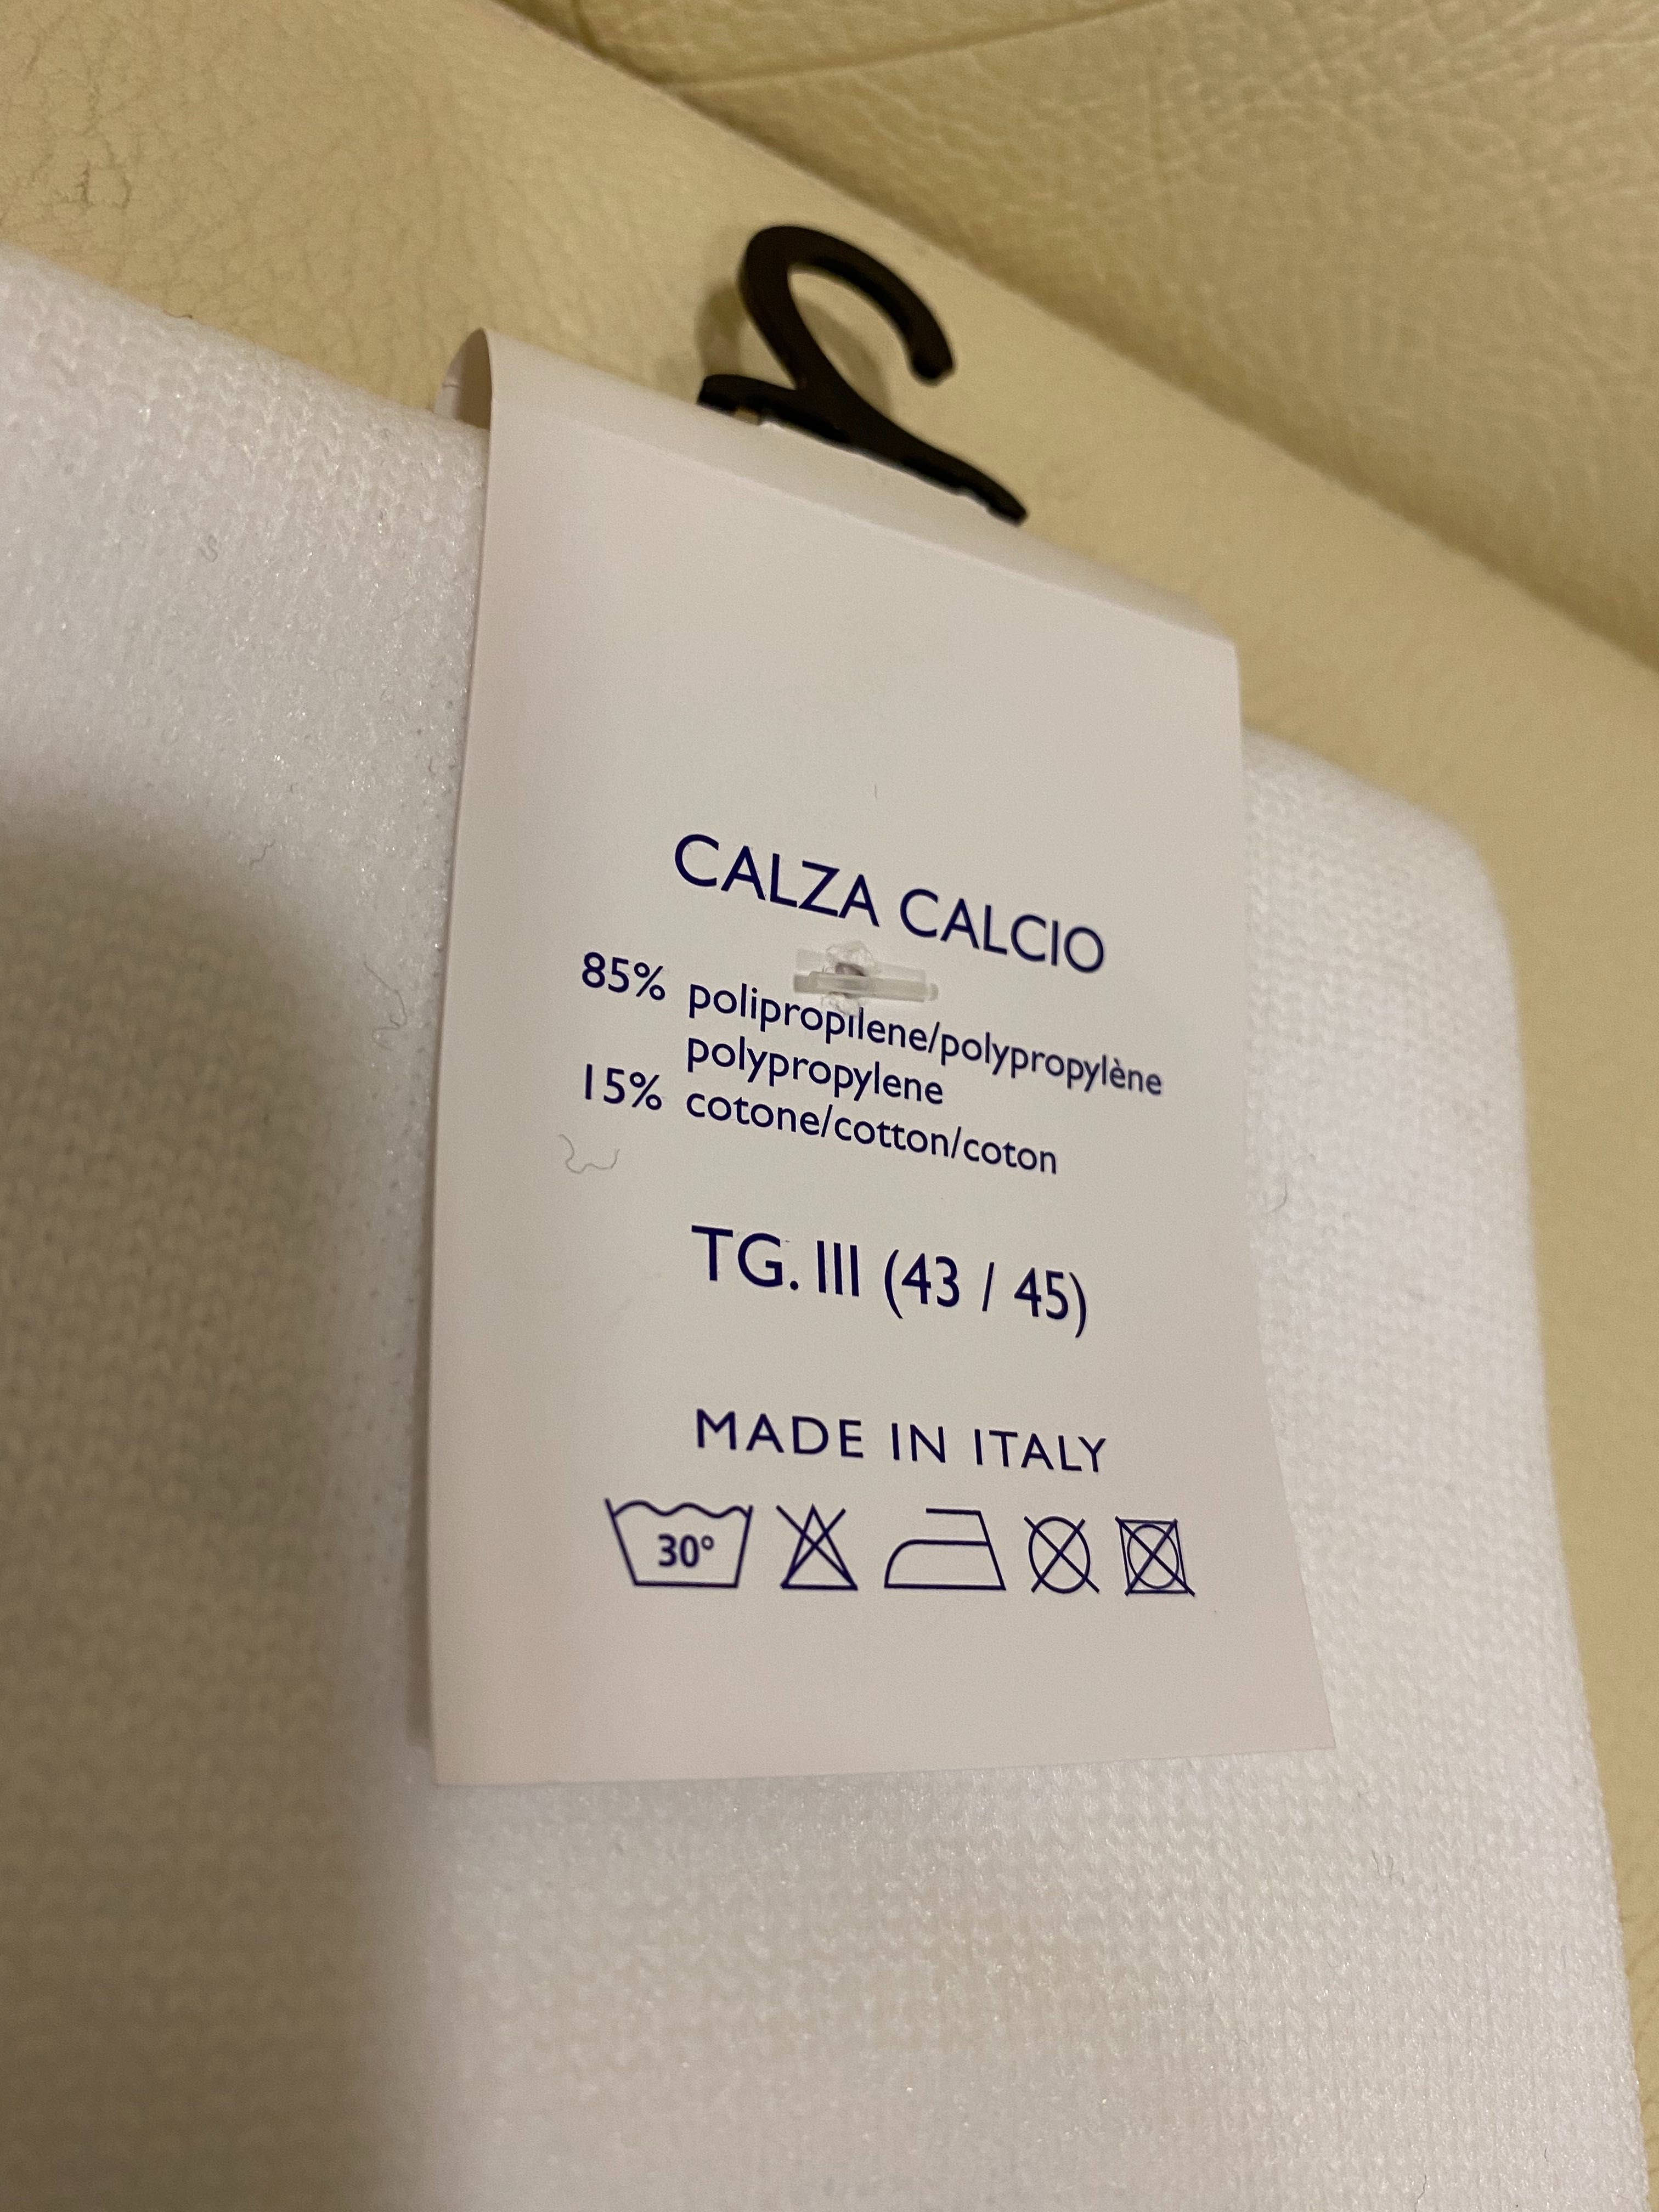 CALZA CALCIO
85% polipropilene/polypropylène
polypropylene
15% cotone/cotton/coton
TG. III (43 / 45)
MADE IN ITALY
30°